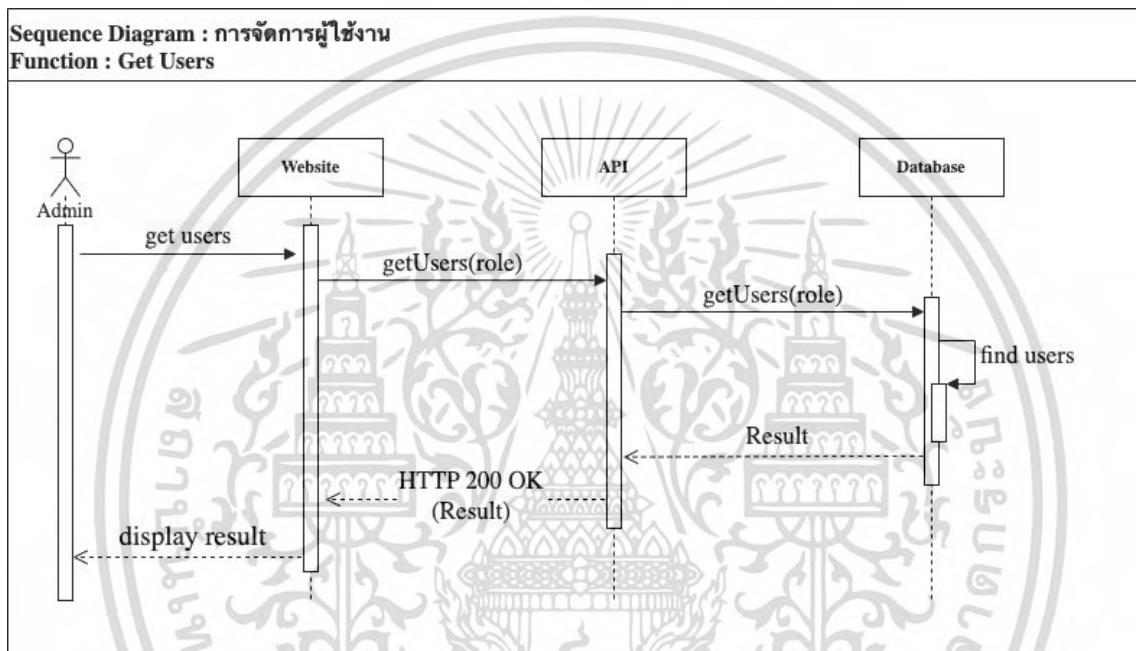 Sequence Diagram : การจัดการผู้ใช้งาน
Function : Get Users
Website
API
Database
Admin
get users
getUsers(role)
getUsers(role)
find users
Result
HTTP 200 OK
(Result)
display result